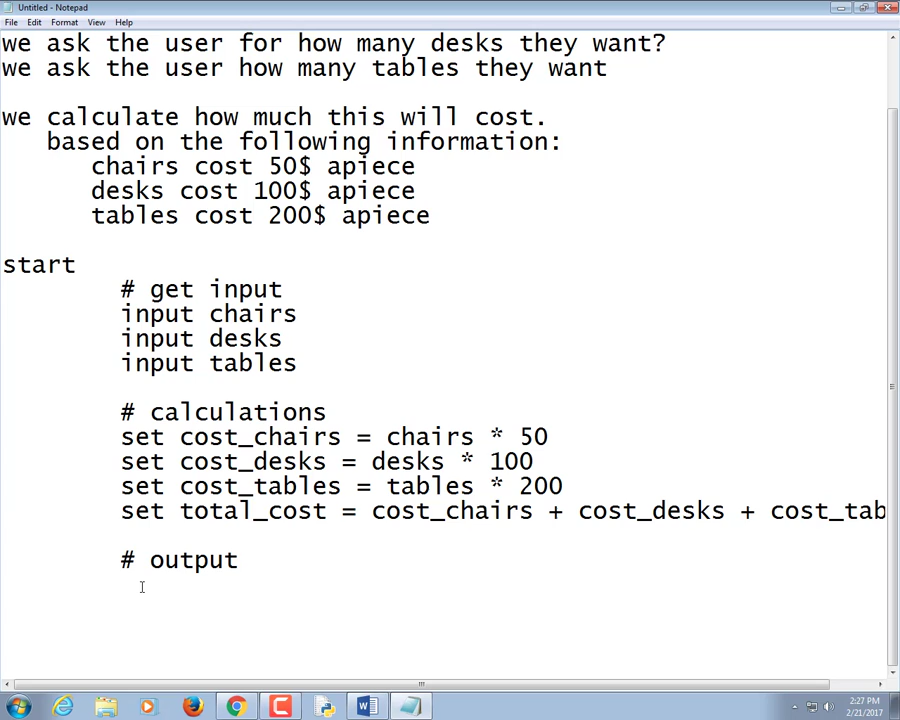 Untitled - Notepad
File Edit Format View Help
we ask the user for how many desks they want?
we ask the user how many tables they want
we calculate how much this will cost.
based on the following information:
chairs cost 50$ apiece
desks cost 100$ apiece
tables cost 200$ apiece
start
# get input
input chairs
input desks
input tables
# calculations
set cost_chairs = chairs * 50
set cost_desks = desks * 100
set cost_tables = tables * 200
set total_cost = cost_chairs + cost_desks + cost_tab
# output
2:27 PM
2/21/2017